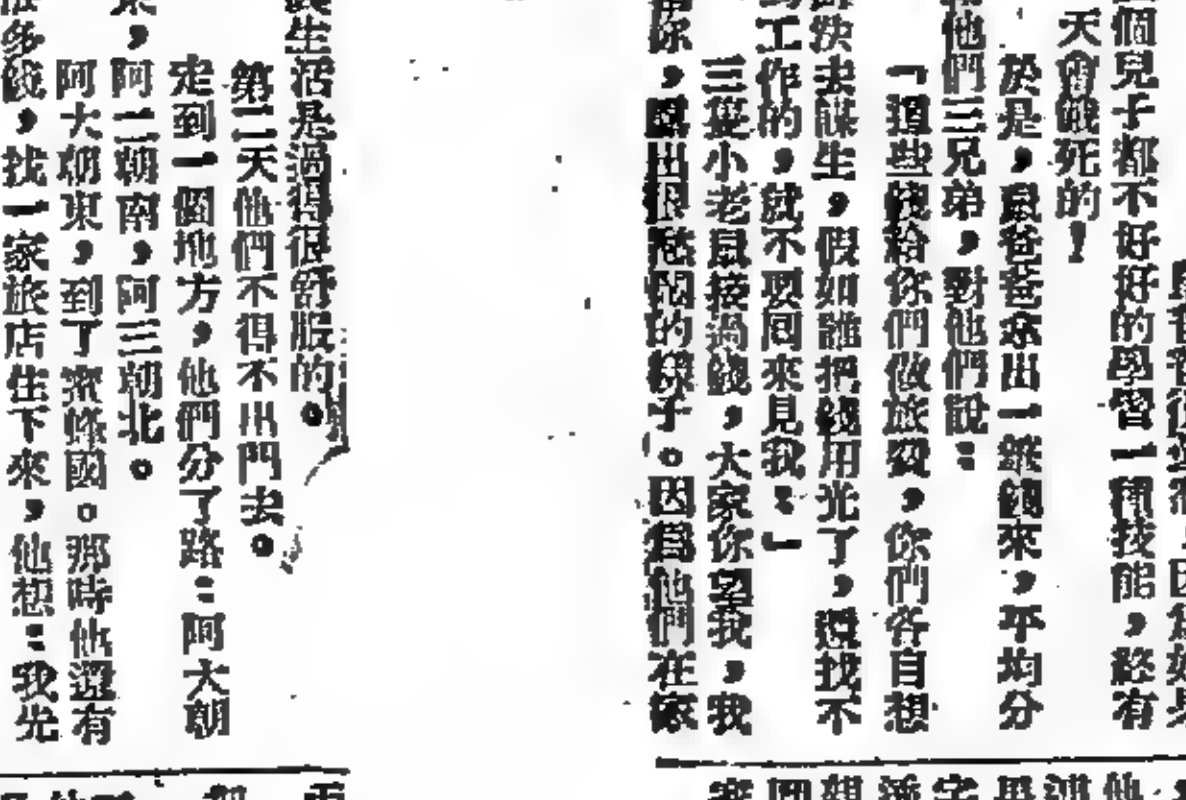 個兒子都不好好的學習一種技能，終有
天會餓死的！
於是，鼠爸爸拿出一錠錢來，平均分
他們三兄弟，對他們說：
「這些錢給你們做旅費，你們各自想
法去謀生，假如誰把錢用光了，還找不
工作的，就不要回來見我：」
三隻小老鼠接過錢，大家你望我，我
你，露出很愁悶的樣子。因爲他們在家
生活是過得很舒服的。
第二天他們不得不出門去。
走到一個地方，他們分了路：阿大朝
，阿二朝南，阿三朝北。
阿大朝東，到了蜜蜂國。那時他還有
多錢，找一家旅店住下來，他想：我先